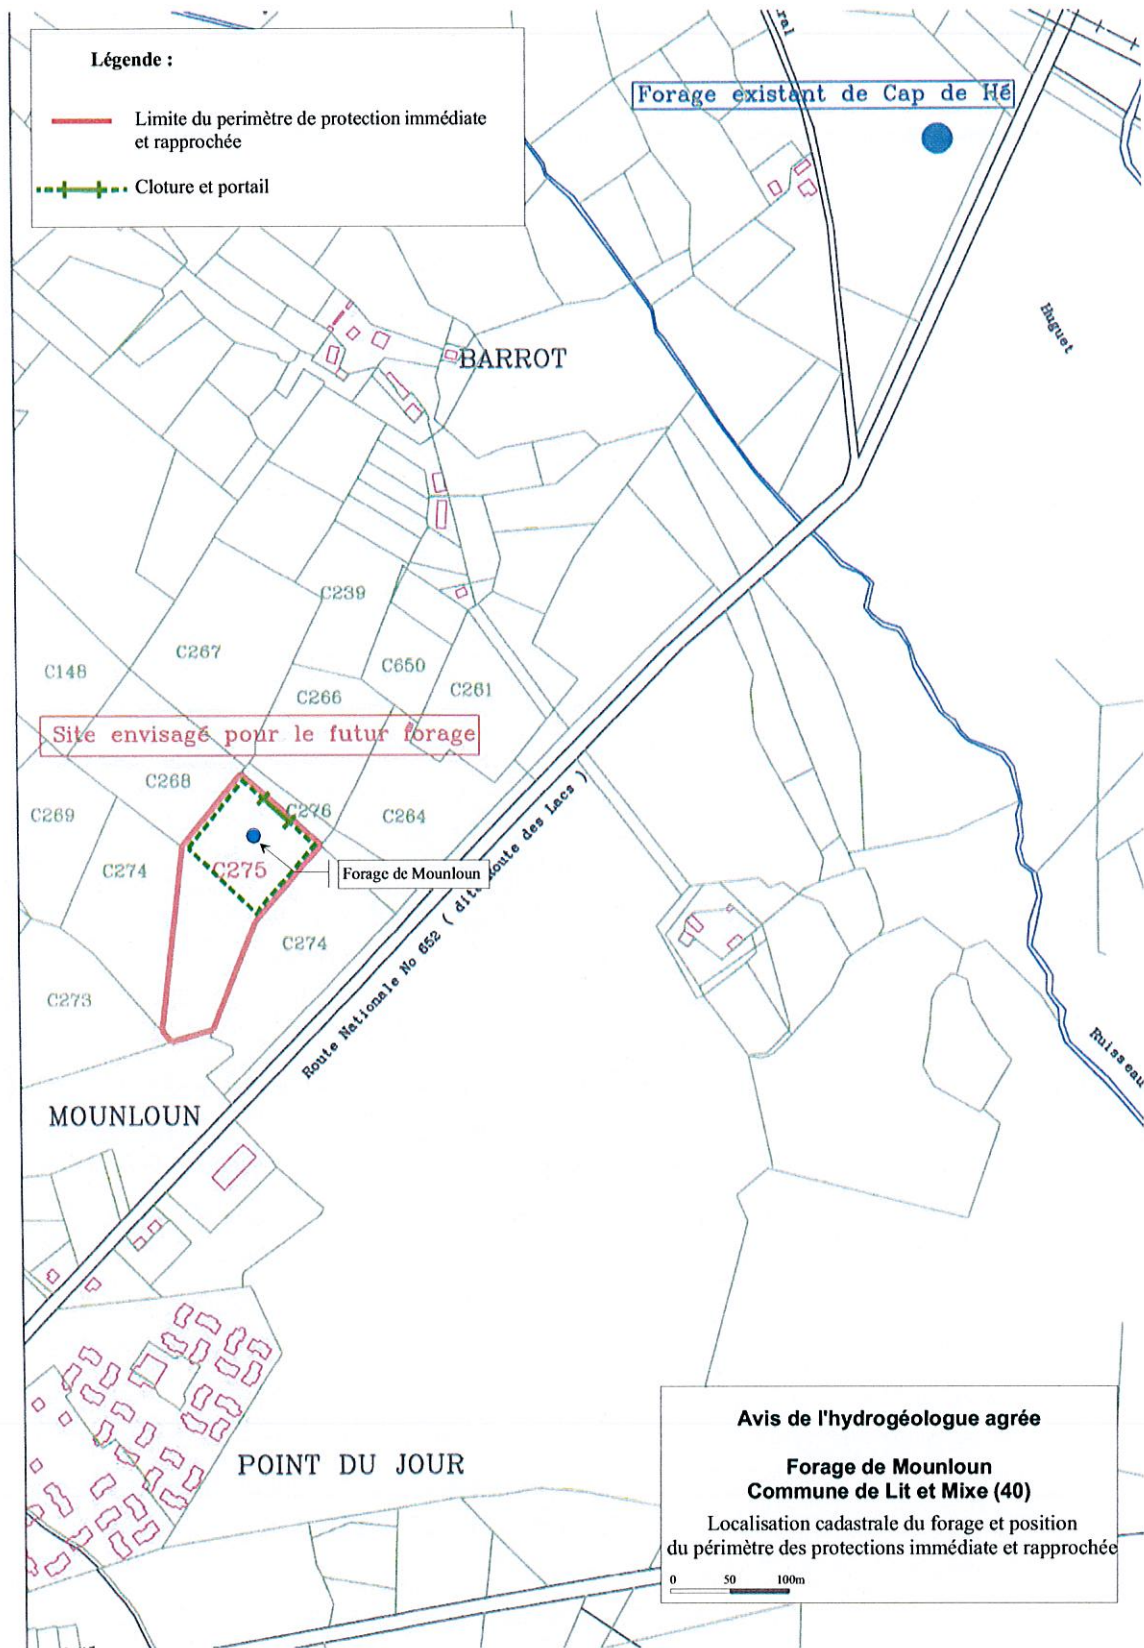 Légende :
Limite du perimètre de protection immédiate
et rapprochée
Cloture et portail
ral
Forage existant de Cap de Hé
Huguet
BARROT
C239
C267
C148
C650
C266
C261
Site envisagé pour le futur forage
C268
C276
C269
C264
C274
C275
Forage de Mounloun
C274
C273
Route Nationale No 652 ( dite Route des Lacs )
Ruisseau
MOUNLOUN
POINT DU JOUR
Avis de l'hydrogéologue agrée
Forage de Mounloun
Commune de Lit et Mixe (40)
Localisation cadastrale du forage et position
du périmètre des protections immédiate et rapprochée
0 50 100m